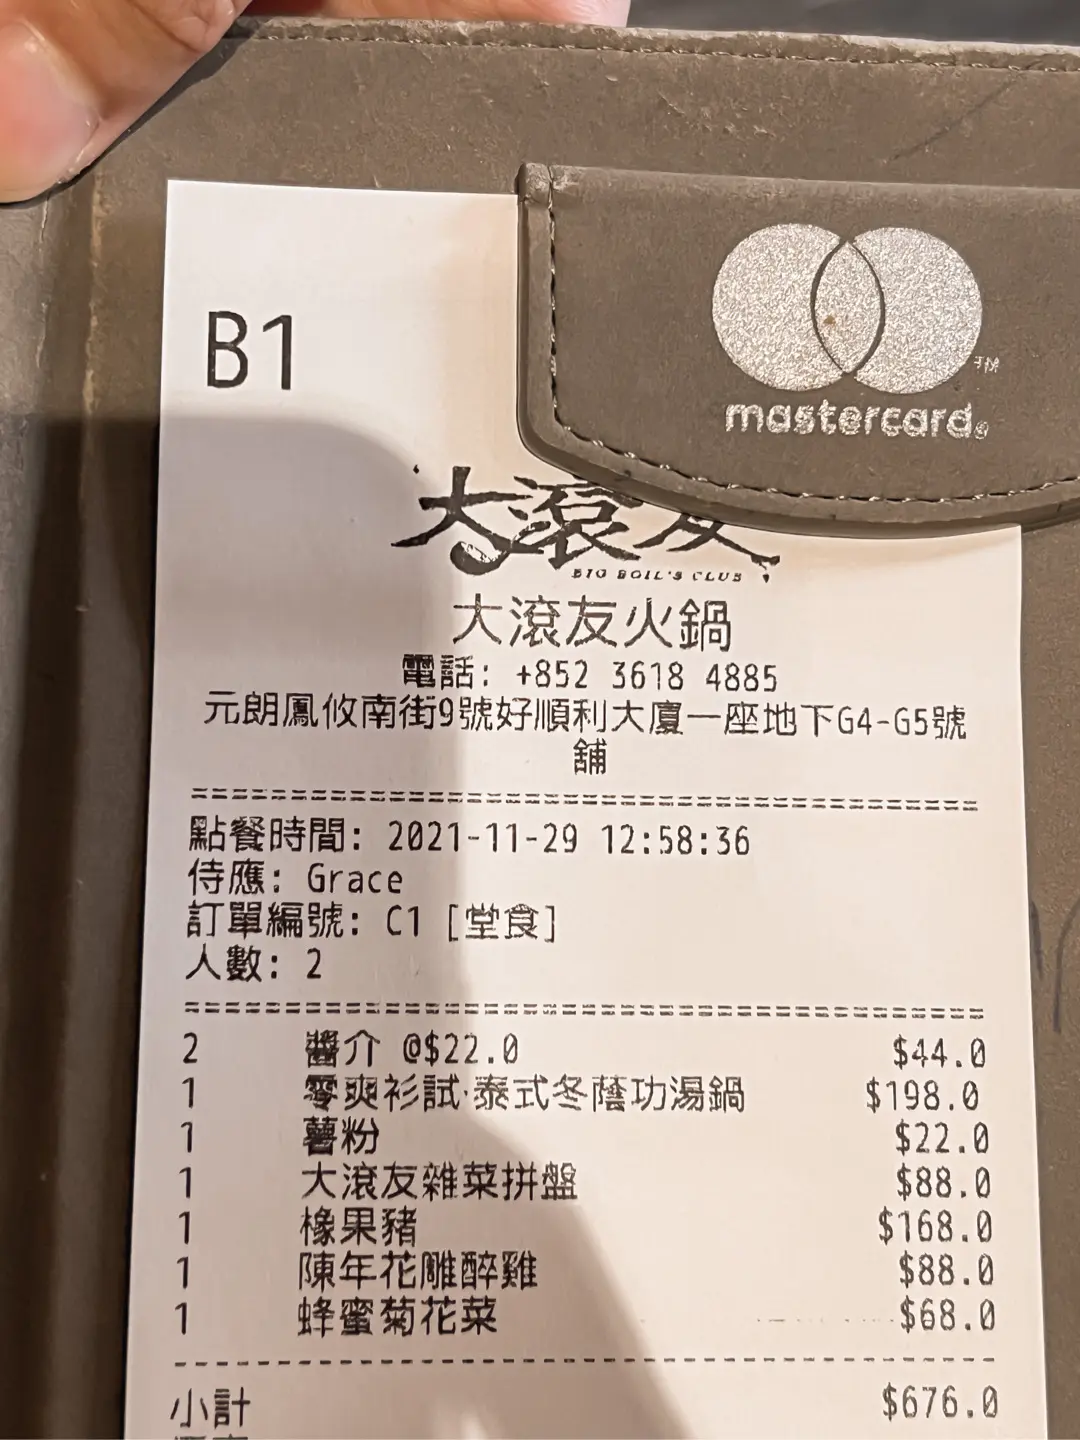 B1
mastercard
大滾友
BIG BOIL'S CLUB
大滾友火鍋
電話: +852 3618 4885
元朗鳳攸南街9號好順利大廈一座地下G4-G5號
舖
點餐時間: 2021-11-29 12:58:36
侍應: Grace
訂單編號: C1 [堂食]
人數: 2
2 醬介 @$22.0 $44.0
1 零爽衫試·泰式冬蔭功湯鍋 $198.0
1 薯粉 $22.0
1 大滾友雜菜拼盤 $88.0
1 橡果豬 $168.0
1 陳年花雕醉雞 $88.0
1 蜂蜜菊花菜 $68.0
小計 $676.0